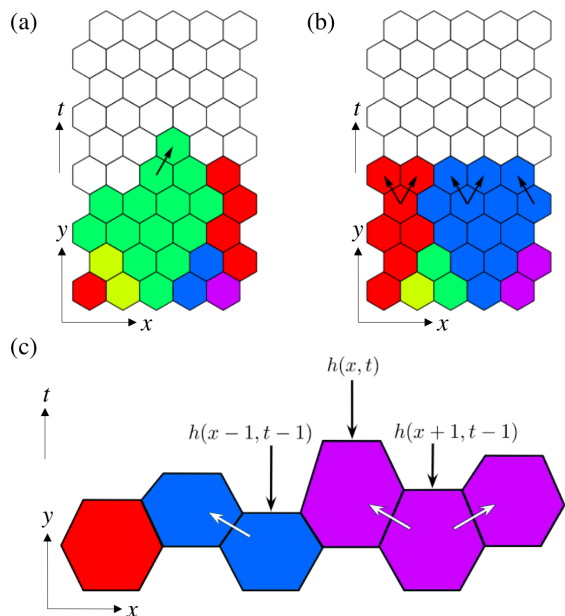 (a)
(b)
t
t
y
y
x
x
(c)
h(x,t)
t
h(x−1,t−1)
h(x+1,t−1)
y
x